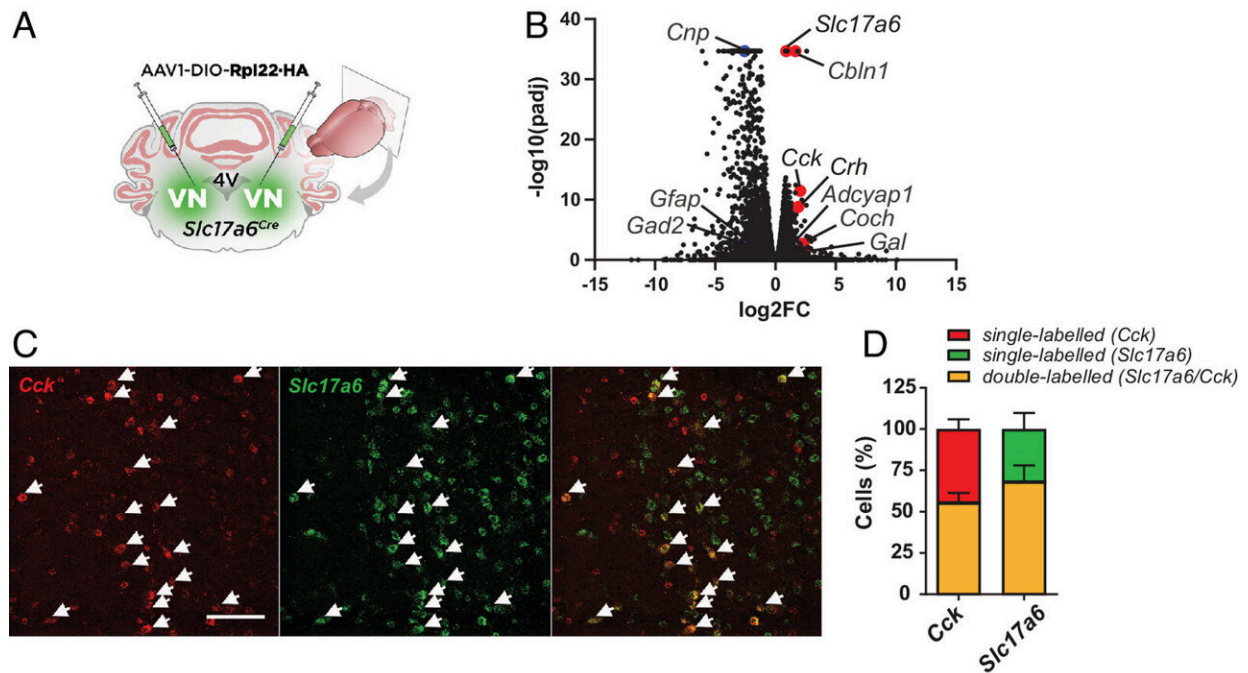 A
AAV1-DIO-Rpl22·HA
VN
4V
VN
Slc17a6Cre
B
40
30
20
10
0
-log10(padj)
-15
-10
-5
0
5
10
15
log2FC
Cnp
Slc17a6
Cbln1
Cck
Crh
Adcyap1
Coch
Gal
Gfap
Gad2
C
Cck
Slc17a6
D
single-labelled (Cck)
single-labelled (Slc17a6)
double-labelled (Slc17a6/Cck)
125
100
75
50
25
0
Cells (%)
Cck
Slc17a6